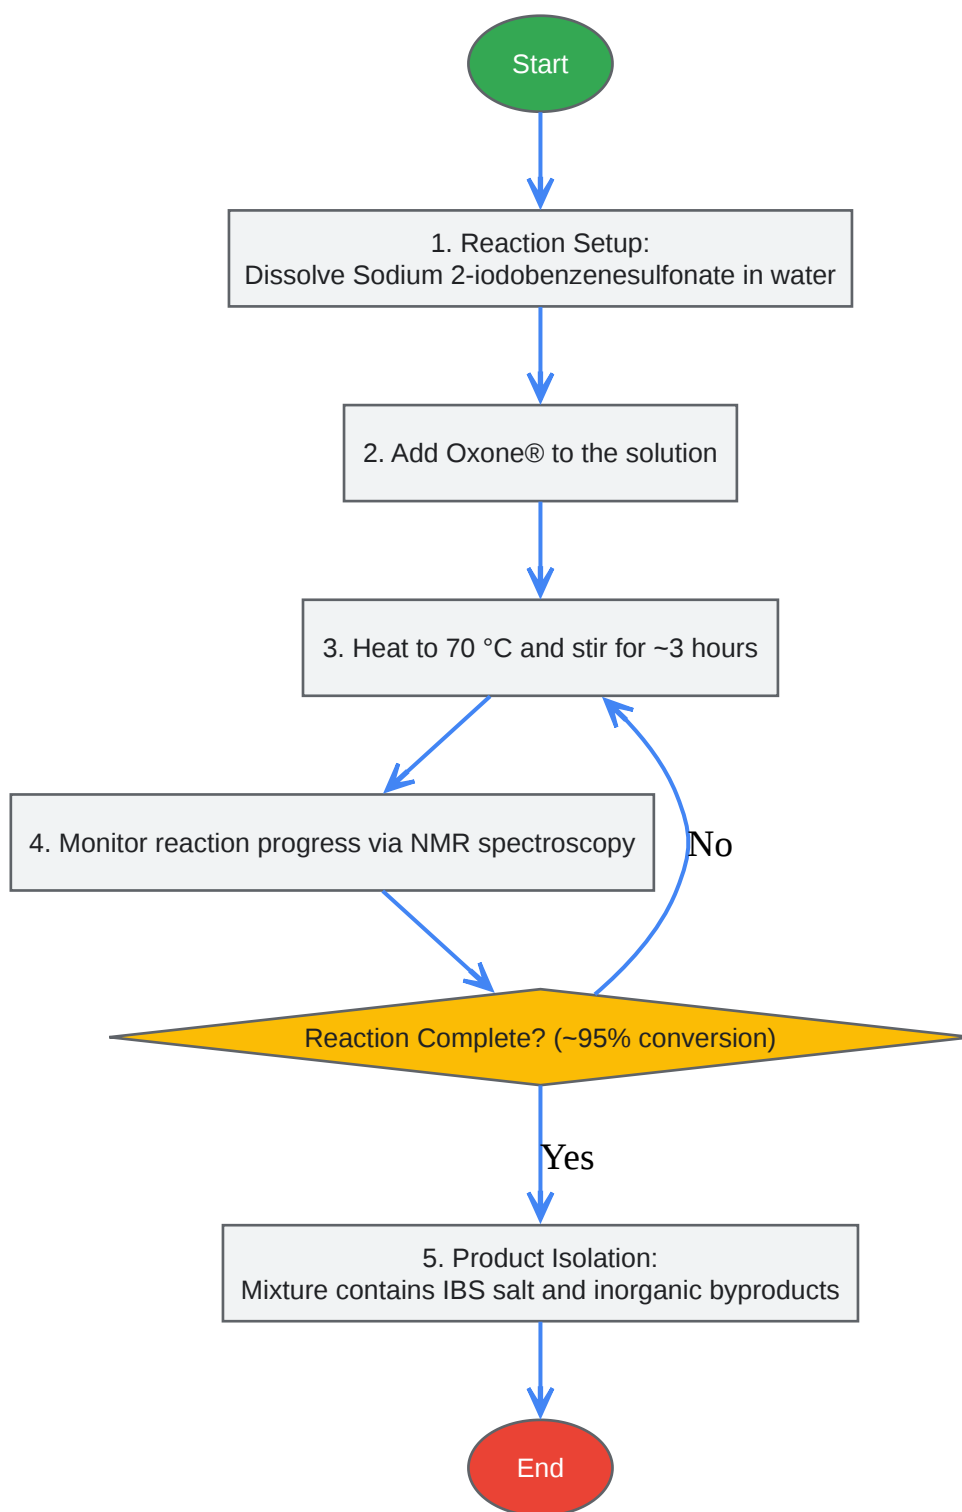 Start
1. Reaction Setup:
Dissolve Sodium 2-iodobenzenesulfonate in water
2. Add Oxone® to the solution
3. Heat to 70 °C and stir for ~3 hours
4. Monitor reaction progress via NMR spectroscopy
No
Reaction Complete? (~95% conversion)
Yes
5. Product Isolation:
Mixture contains IBS salt and inorganic byproducts
End